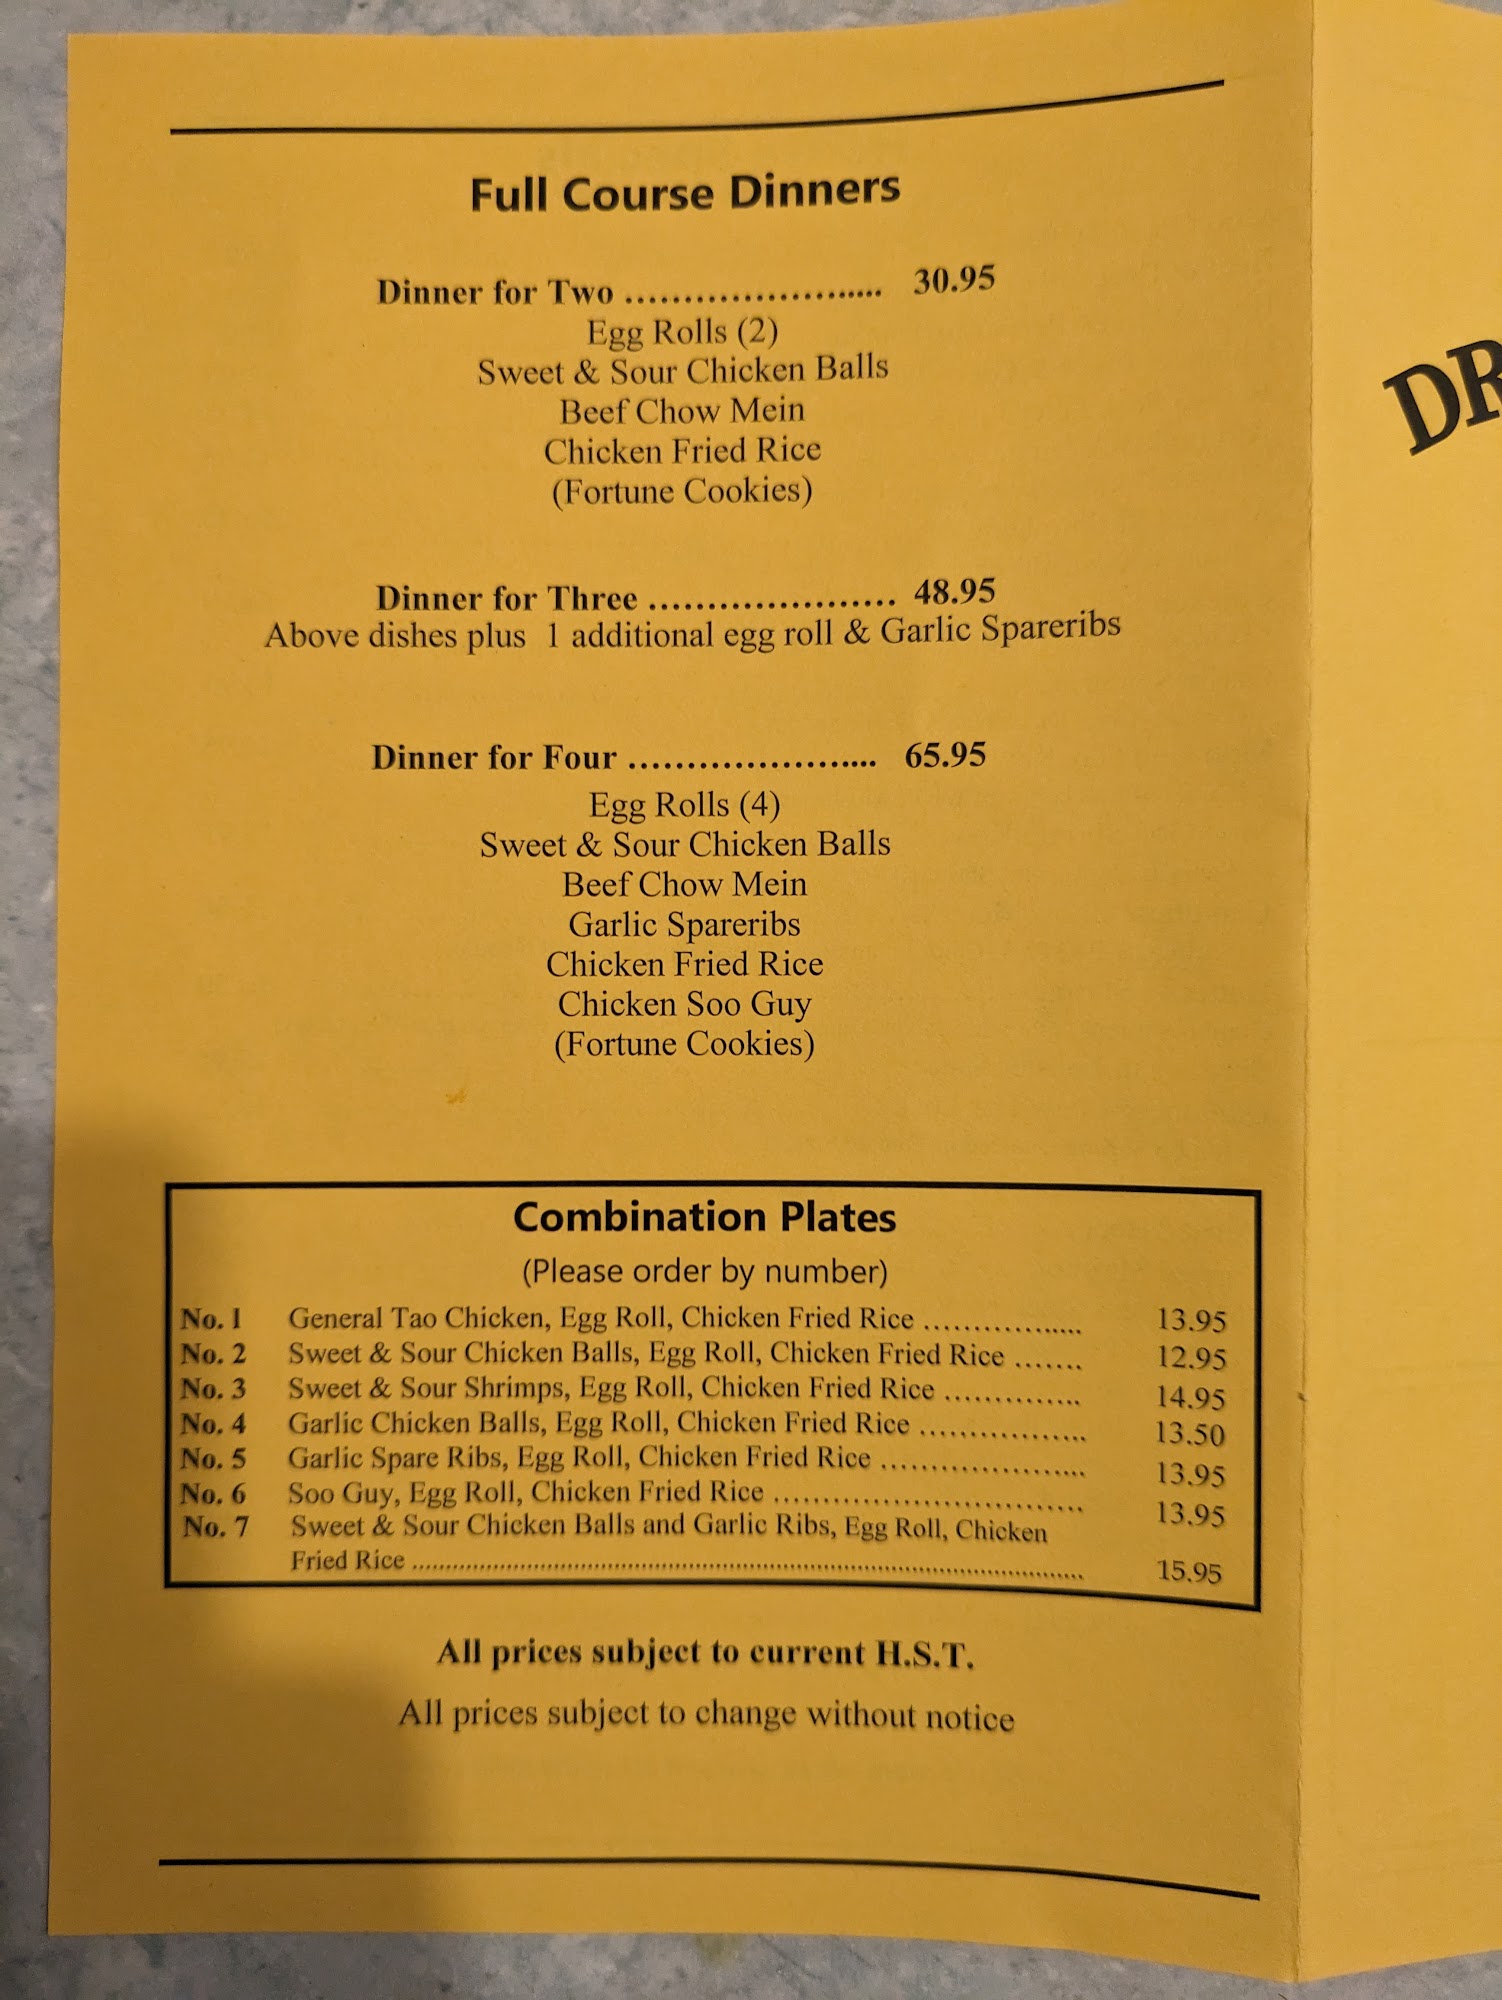 Full Course Dinners
Dinner for Two ........................ 30.95
Egg Rolls (2)
Sweet & Sour Chicken Balls
Beef Chow Mein
Chicken Fried Rice
(Fortune Cookies)
Dinner for Three ..................... 48.95
Above dishes plus 1 additional egg roll & Garlic Spareribs
Dinner for Four ...................... 65.95
Egg Rolls (4)
Sweet & Sour Chicken Balls
Beef Chow Mein
Garlic Spareribs
Chicken Fried Rice
Chicken Soo Guy
(Fortune Cookies)
Combination Plates
(Please order by number)
No. 1 General Tao Chicken, Egg Roll, Chicken Fried Rice ................. 13.95
No. 2 Sweet & Sour Chicken Balls, Egg Roll, Chicken Fried Rice ....... 12.95
No. 3 Sweet & Sour Shrimps, Egg Roll, Chicken Fried Rice .............. 14.95
No. 4 Garlic Chicken Balls, Egg Roll, Chicken Fried Rice ................. 13.50
No. 5 Garlic Spare Ribs, Egg Roll, Chicken Fried Rice ..................... 13.95
No. 6 Soo Guy, Egg Roll, Chicken Fried Rice ................................ 13.95
No. 7 Sweet & Sour Chicken Balls and Garlic Ribs, Egg Roll, Chicken
Fried Rice .................................................................................... 15.95
All prices subject to current H.S.T.
All prices subject to change without notice
DR